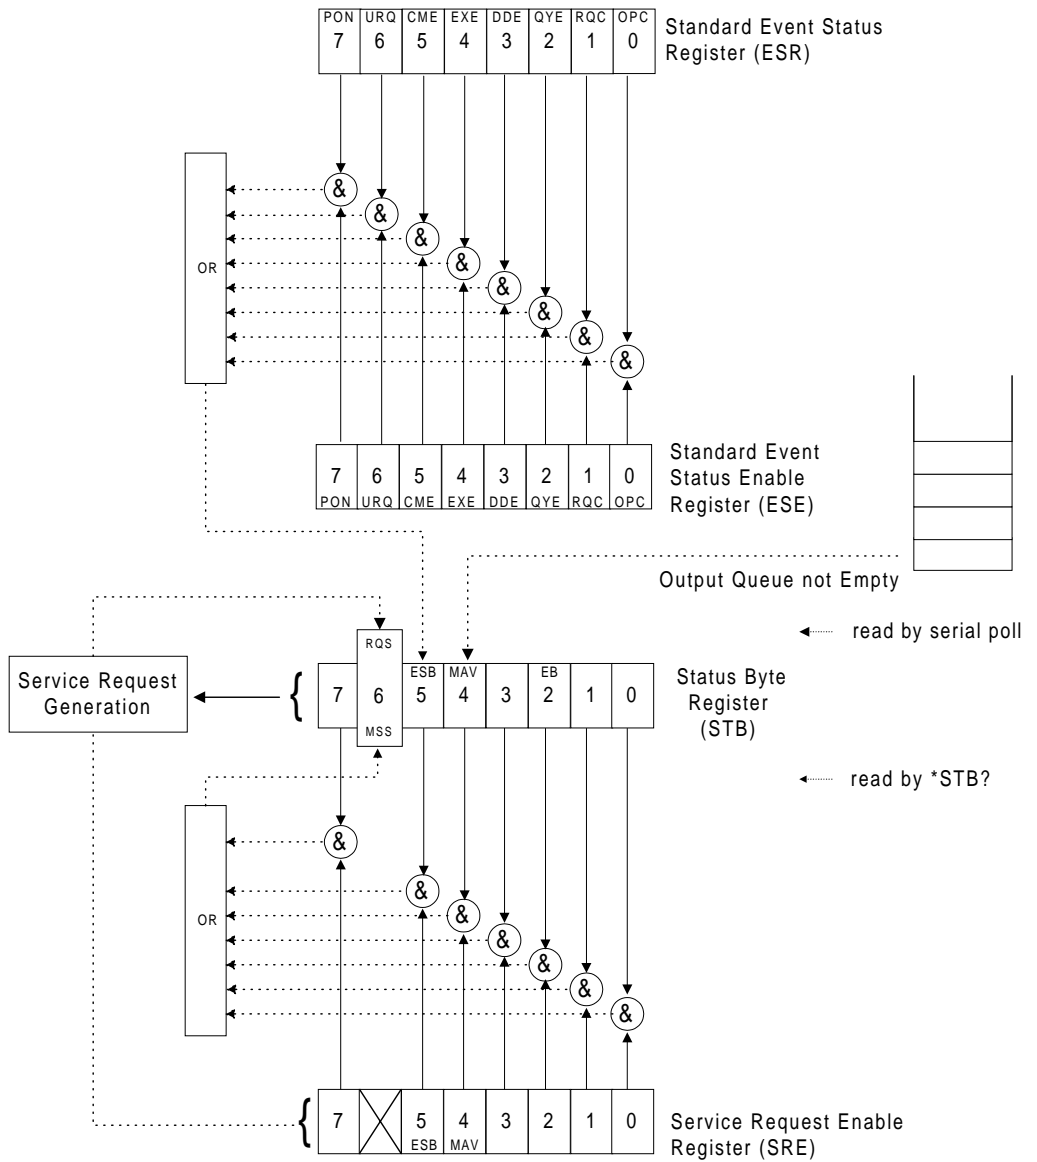 PON URQ CME EXE DDE QYE RQC OPC
7 6 5 4 3 2 1 0
Standard Event Status
Register (ESR)
&
&
&
&
&
&
&
&
OR
7 6 5 4 3 2 1 0
PON URQ CME EXE DDE QYE RQC OPC
Standard Event
Status Enable
Register (ESE)
Output Queue not Empty
read by serial poll
Service Request
Generation
{
RQS
ESB MAV EB
7 6 5 4 3 2 1 0
MSS
Status Byte
Register
(STB)
read by *STB?
&
&
&
&
&
&
&
OR
{
7 5 4 3 2 1 0
ESB MAV
Service Request Enable
Register (SRE)